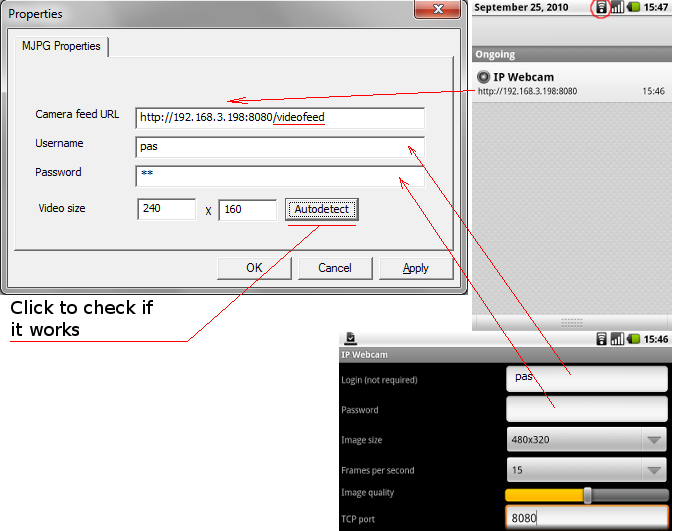 Properties
MJPG Properties
Camera feed URL http://192.168.3.198:8080/videofeed
Username pas
Password **
Video size 240 X 160 Autodetect
OK Cancel Apply
Click to check if
it works
September 25, 2010 15:47
Ongoing
IP Webcam
http://192.168.3.198:8080 15:46
15:46
IP Webcam
Login (not required) pas
Password
Image size 480x320
Frames per second 15
Image quality
TCP port 8080